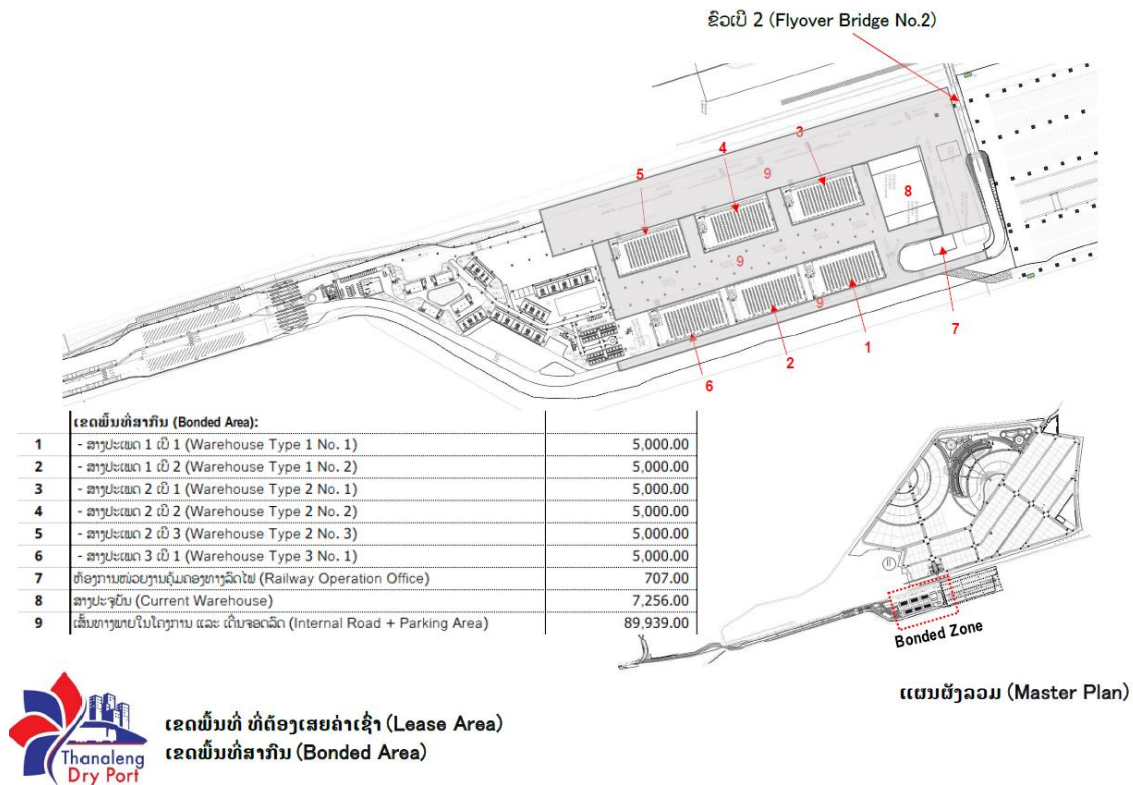 ຂົວເບີ 2 (Flyover Bridge No.2)
3
4
5
9
8
9
9
7
1
2
6
ເຂດພື້ນທີ່ສາກົນ (Bonded Area):
1 - ສາງປະເພດ 1 ເບີ 1 (Warehouse Type 1 No. 1) 5,000.00
2 - ສາງປະເພດ 1 ເບີ 2 (Warehouse Type 1 No. 2) 5,000.00
3 - ສາງປະເພດ 2 ເບີ 1 (Warehouse Type 2 No. 1) 5,000.00
4 - ສາງປະເພດ 2 ເບີ 2 (Warehouse Type 2 No. 2) 5,000.00
5 - ສາງປະເພດ 2 ເບີ 3 (Warehouse Type 2 No. 3) 5,000.00
6 - ສາງປະເພດ 3 ເບີ 1 (Warehouse Type 3 No. 1) 5,000.00
7 ຫ້ອງການໜ່ວຍງານຄຸ້ມຄອງທາງລົດໄຟ (Railway Operation Office) 707.00
8 ສາງປະຈຸບັນ (Current Warehouse) 7,256.00
9 ເສັ້ນທາງພາຍໃນໂຄງການ ແລະ ເດີ່ນຈອດລົດ (Internal Road + Parking Area) 89,939.00
Bonded Zone
ແຜນຜັງລວມ (Master Plan)
Thanaleng
Dry Port
ເຂດພື້ນທີ່ ທີ່ຕ້ອງເສຍຄ່າເຊົ່າ (Lease Area)
ເຂດພື້ນທີ່ສາກົນ (Bonded Area)